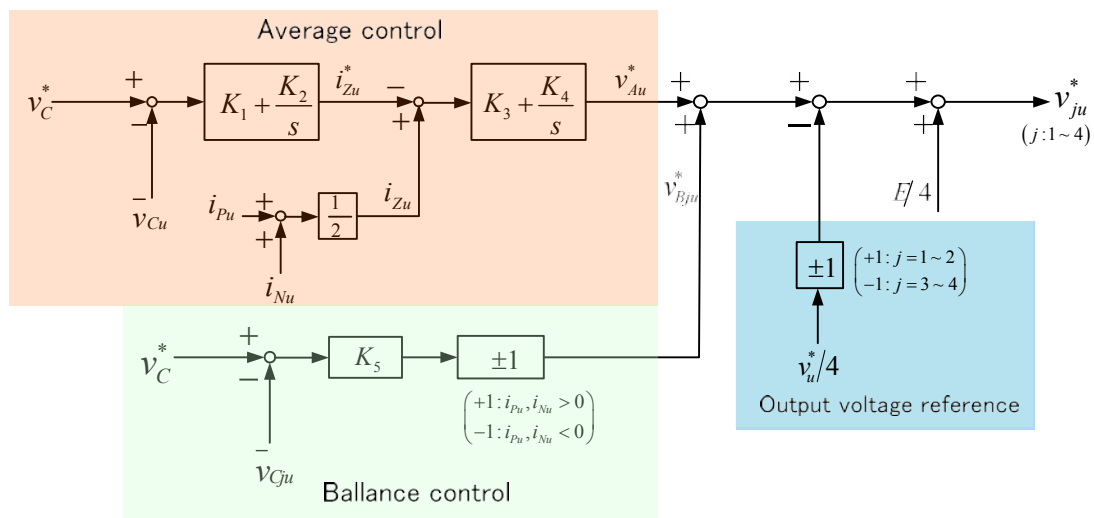 Average control
+
v*C
−
v̄Cu
K1 + K2/s
i*Zu
−
+
K3 + K4/s
v*Au
iPu
+
+
1/2
iZu
iNu
+
+
v*Bju
+
−
+
+
E/4
v*ju
(j:1~4)
±1
(+1: j = 1 ~ 2
−1: j = 3 ~ 4)
v*u/4
Output voltage reference
v*C
+
−
K5
±1
(+1: iPu, iNu > 0
−1: iPu, iNu < 0)
v̄Cju
Ballance control